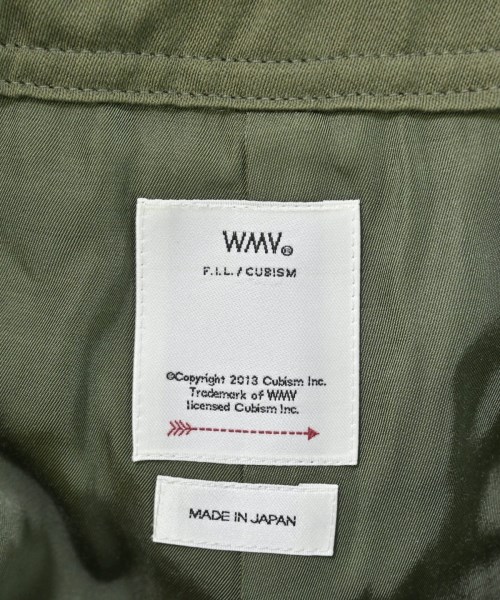 WMV®
F.I.L. / CUBISM
©Copyright 2013 Cubism Inc.
Trademark of WMV
licensed Cubism Inc.
MADE IN JAPAN